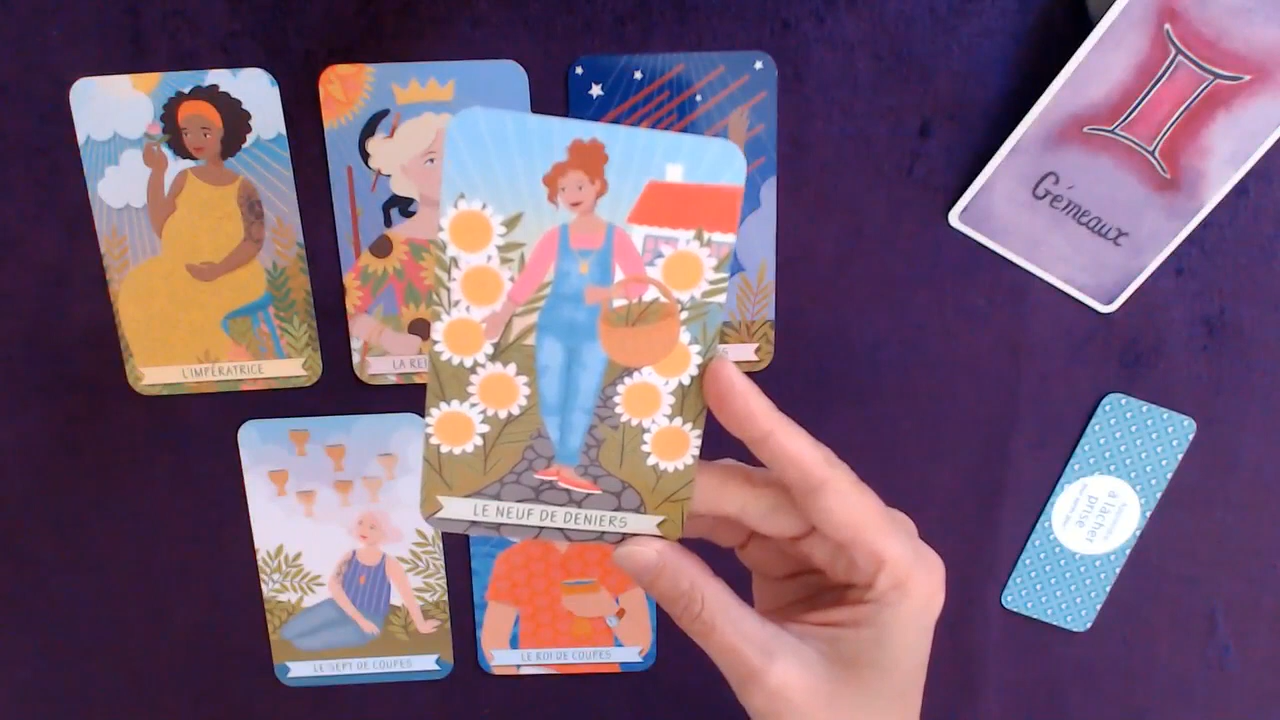 L'IMPÉRATRICE
LA REI
Gémeaux
LE NEUF DE DENIERS
LE SEPT DE COUPES
LE ROI DE COUPES
à lâcher
prise